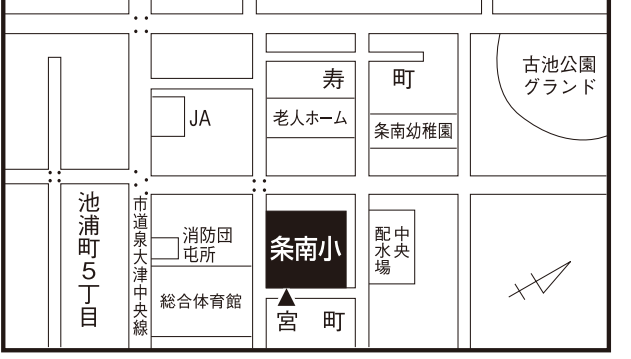 寿町
古池公園
グランド
JA
老人ホーム
条南幼稚園
池浦町5丁目
市道泉大津中央線
消防団
屯所
条南小
中央
配水場
総合体育館
宮町